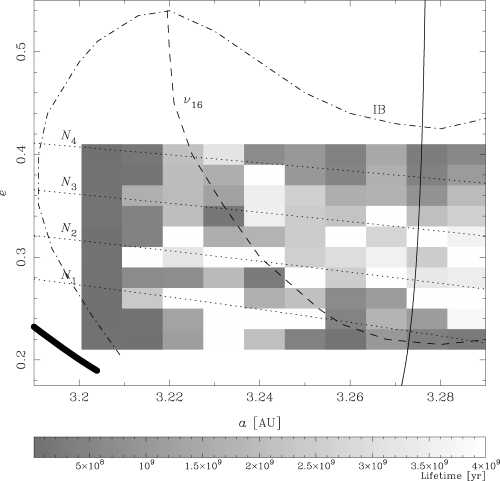 0.5
ν₁₆
IB
0.4
N₄
e
N₃
0.3
N₂
N₁
0.2
3.2 3.22 3.24 3.26 3.28
a [AU]
5×10⁸ 10⁹ 1.5×10⁹ 2×10⁹ 2.5×10⁹ 3×10⁹ 3.5×10⁹ 4×10⁹
Lifetime [yr]